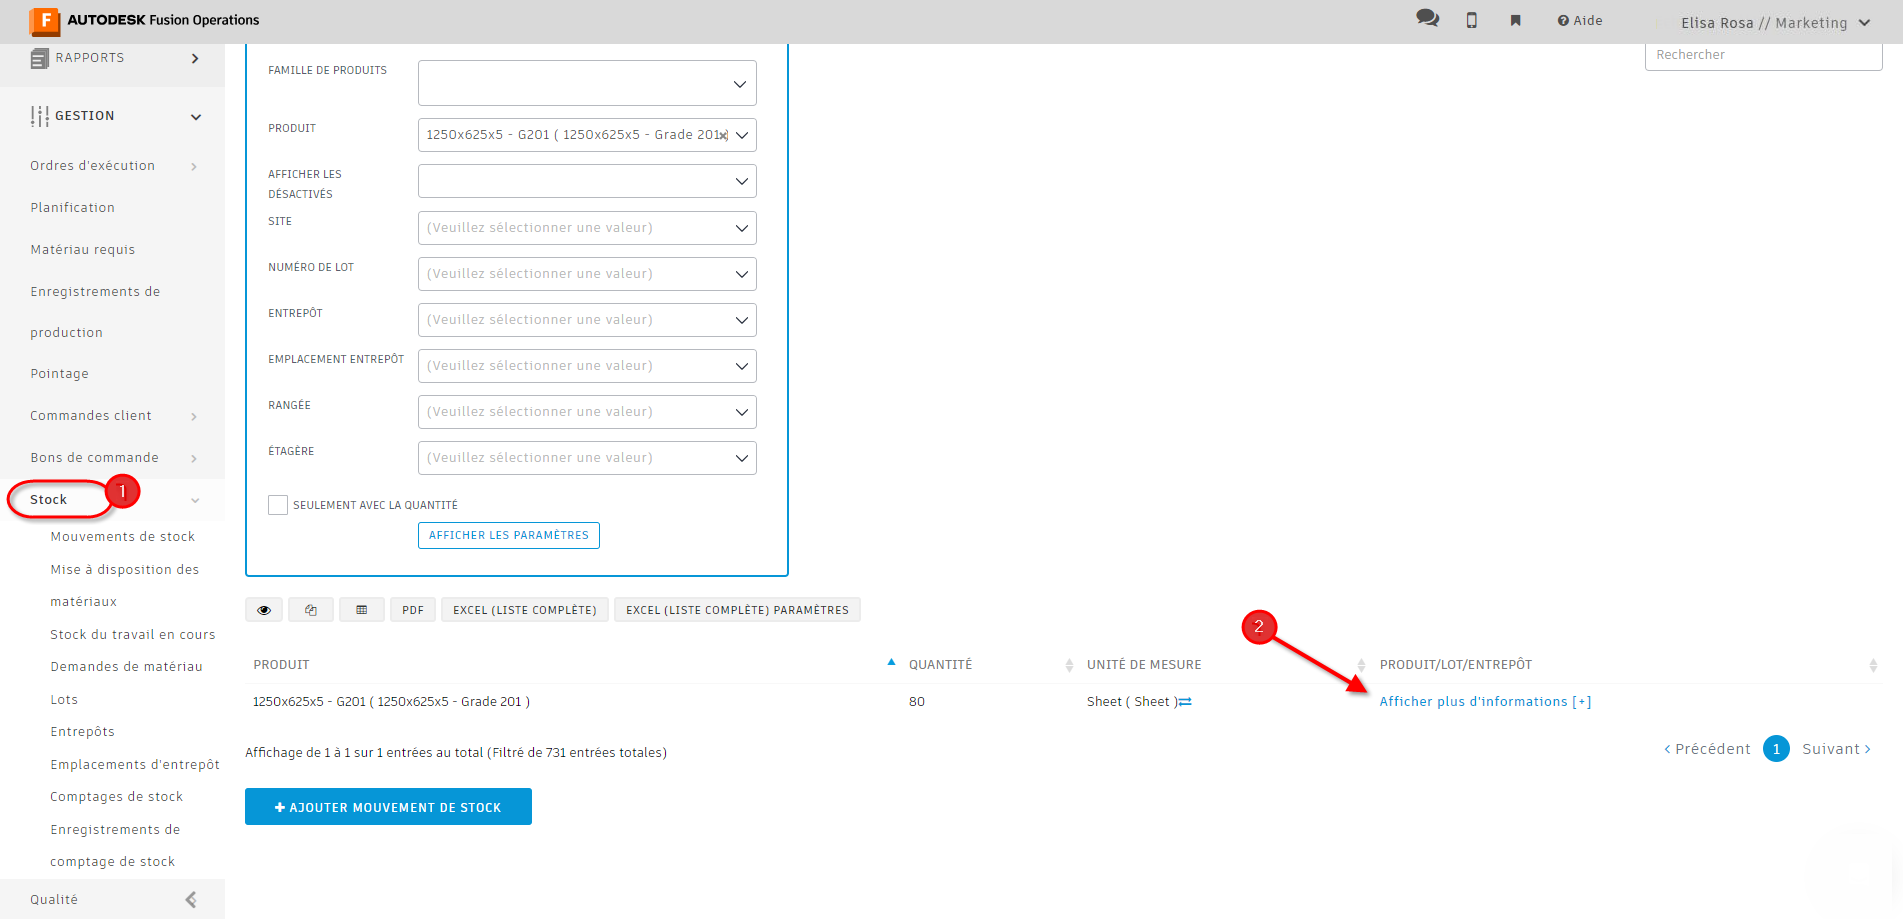 F AUTODESK Fusion Operations
Aide
Elisa Rosa // Marketing
RAPPORTS
GESTION
Ordres d'exécution
Planification
Matériau requis
Enregistrements de
production
Pointage
Commandes client
Bons de commande
Stock
1
Mouvements de stock
Mise à disposition des
matériaux
Stock du travail en cours
Demandes de matériau
Lots
Entrepôts
Emplacements d'entrepôt
Comptages de stock
Enregistrements de
comptage de stock
Qualité
Rechercher
FAMILLE DE PRODUITS
PRODUIT
1250x625x5 - G201 ( 1250x625x5 - Grade 201
AFFICHER LES
DÉSACTIVÉS
SITE
(Veuillez sélectionner une valeur)
NUMÉRO DE LOT
(Veuillez sélectionner une valeur)
ENTREPÔT
(Veuillez sélectionner une valeur)
EMPLACEMENT ENTREPÔT
(Veuillez sélectionner une valeur)
RANGÉE
(Veuillez sélectionner une valeur)
ÉTAGÈRE
(Veuillez sélectionner une valeur)
SEULEMENT AVEC LA QUANTITÉ
AFFICHER LES PARAMÈTRES
PDF EXCEL (LISTE COMPLÈTE) EXCEL (LISTE COMPLÈTE) PARAMÈTRES
2
PRODUIT QUANTITÉ UNITÉ DE MESURE PRODUIT/LOT/ENTREPÔT
1250x625x5 - G201 ( 1250x625x5 - Grade 201 ) 80 Sheet ( Sheet ) Afficher plus d'informations [+]
Affichage de 1 à 1 sur 1 entrées au total (Filtré de 731 entrées totales)
‹ Précédent 1 Suivant ›
+ AJOUTER MOUVEMENT DE STOCK